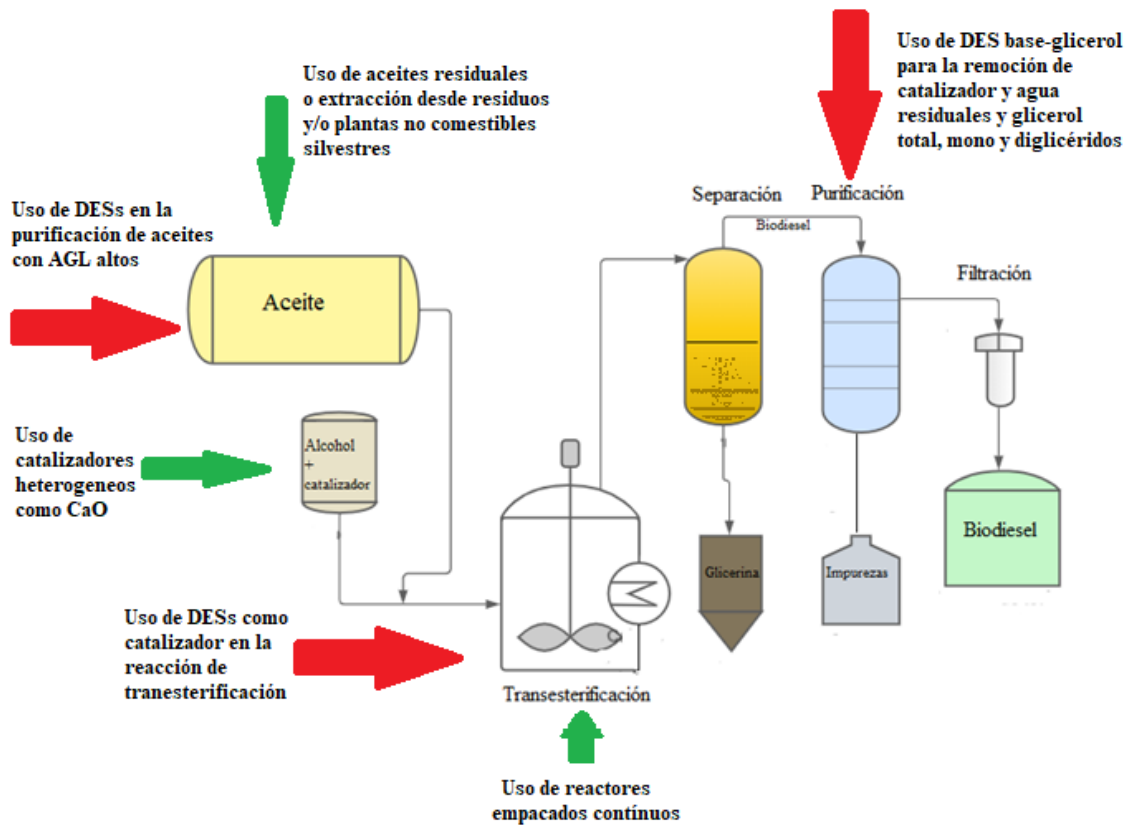 Uso de DES base-glicerol
para la remoción de
catalizador y agua
residuales y glicerol
total, mono y diglicéridos
Uso de aceites residuales
o extracción desde residuos
y/o plantas no comestibles
silvestres
Uso de DESs en la
purificación de aceites
con AGL altos
Aceite
Separación
Purificación
Biodiesel
Filtración
Uso de
catalizadores
heterogeneos
como CaO
Alcohol
+
catalizador
Glicerina
Impurezas
Biodiesel
Uso de DESs como
catalizador en la
reacción de
tranesterificación
Transesterificación
Uso de reactores
empacados contínuos